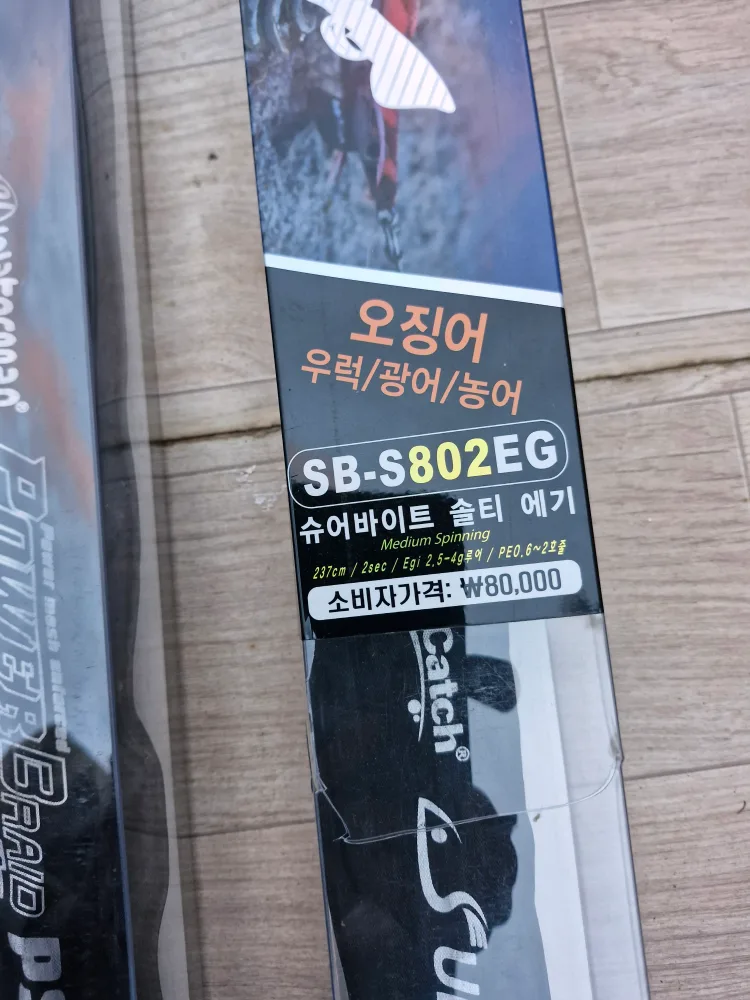 오징어
우럭/광어/농어
SB-S802EG
슈어바이트 솔티 에기
Medium Spinning
237cm / 2sec / Egi 2.5-4g루어 / PE0.6~2호줄
소비자가격: ₩80,000
Catch®
Power mesh entered
POWER BRAID